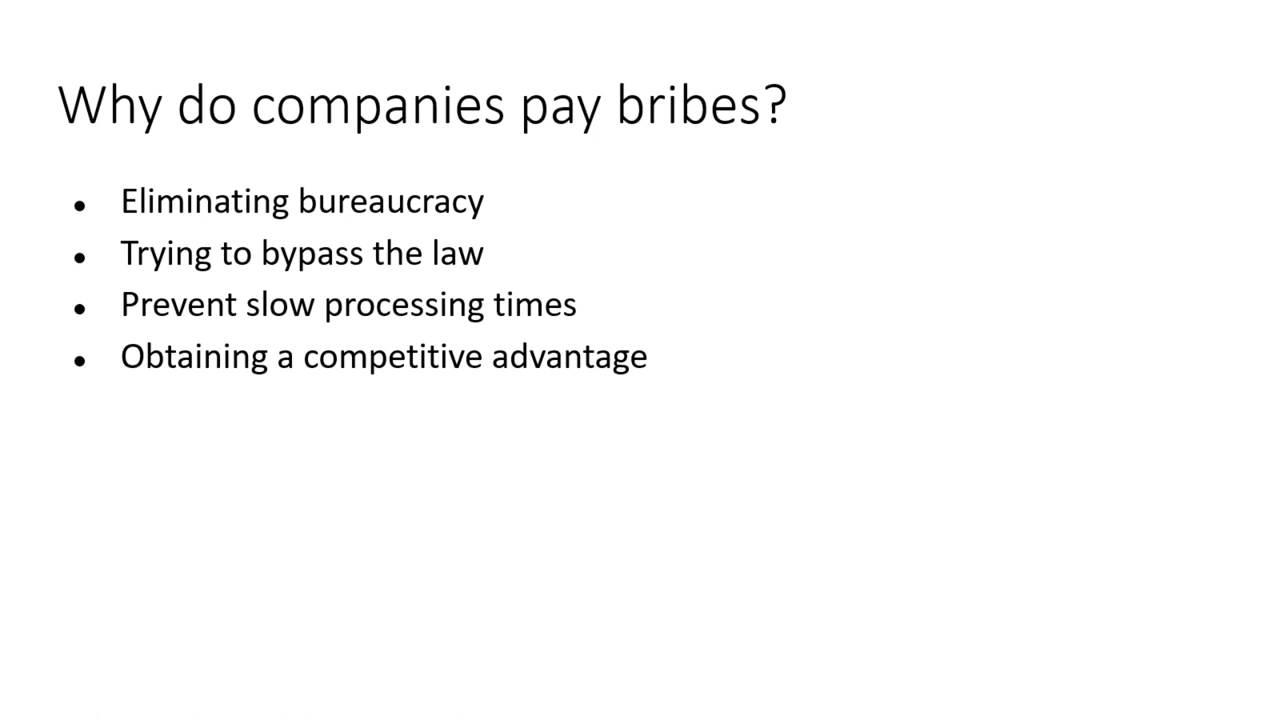 Why do companies pay bribes?
• Eliminating bureaucracy
• Trying to bypass the law
• Prevent slow processing times
• Obtaining a competitive advantage